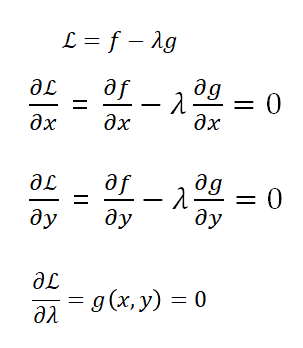 ℒ = f − λg
∂ℒ/∂x = ∂f/∂x − λ ∂g/∂x = 0
∂ℒ/∂y = ∂f/∂y − λ ∂g/∂y = 0
∂ℒ/∂λ = g(x, y) = 0